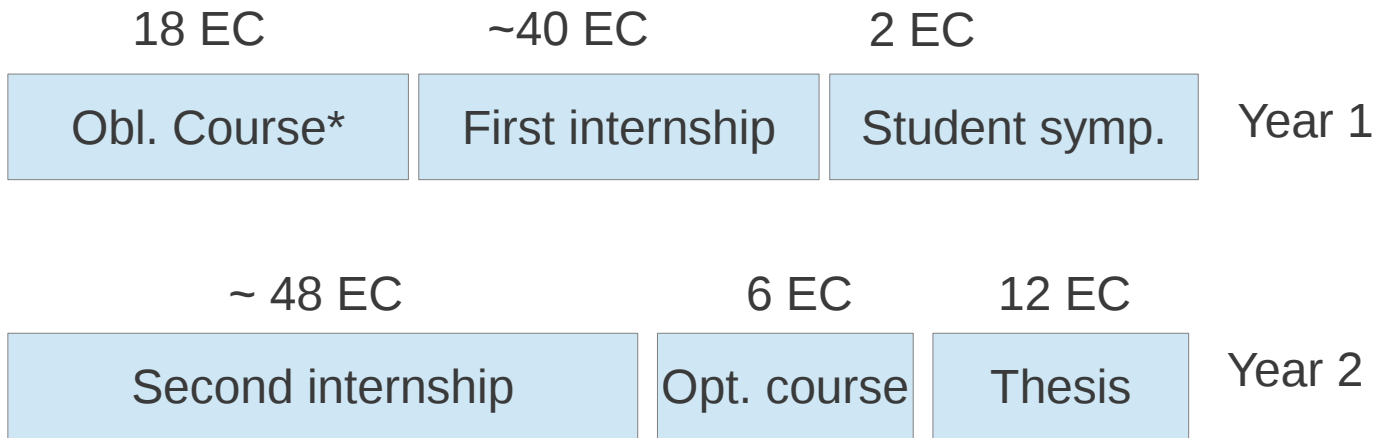 18 EC ~40 EC 2 EC
Obl. Course* First internship Student symp. Year 1
~ 48 EC 6 EC 12 EC
Second internship Opt. course Thesis Year 2